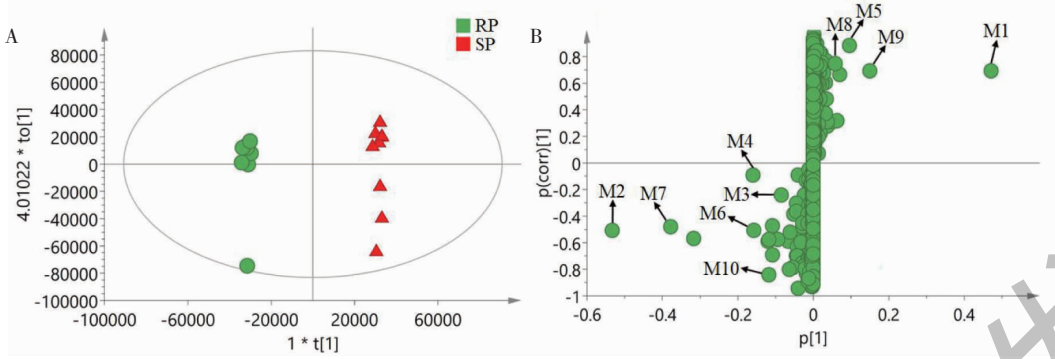 A
RP
SP
80000
60000
40000
20000
0
-20000
-40000
-60000
-80000
-100000
4.01022 * to[1]
-100000 -60000 -20000 20000 60000
1 * t[1]
B
M8 M5
M9 M1
0.8
0.6
0.4
0.2
0
-0.2
-0.4
-0.6
-0.8
-1
p(corr)[1]
M4
M3
M2 M7
M6
M10
-0.6 -0.4 -0.2 0 0.2 0.4
p[1]